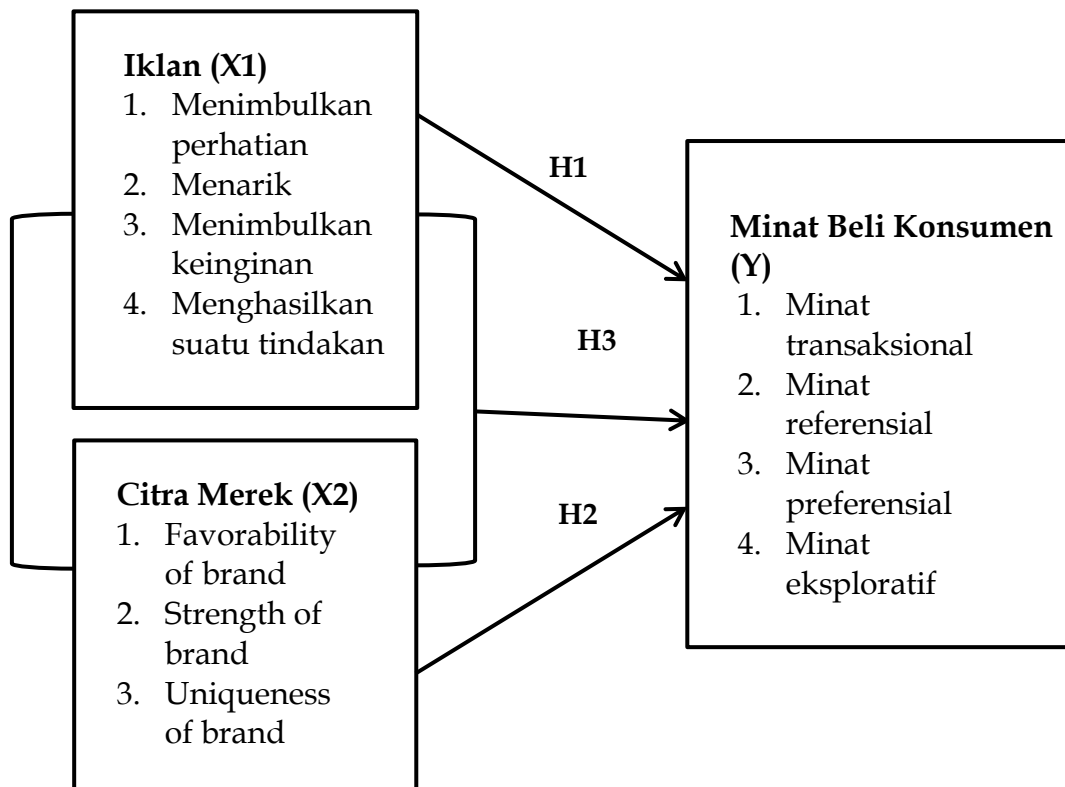 Iklan (X1)
1. Menimbulkan
perhatian
2. Menarik
3. Menimbulkan
keinginan
4. Menghasilkan
suatu tindakan
Citra Merek (X2)
1. Favorability
of brand
2. Strength of
brand
3. Uniqueness
of brand
H1
H3
H2
Minat Beli Konsumen
(Y)
1. Minat
transaksional
2. Minat
referensial
3. Minat
preferensial
4. Minat
eksploratif